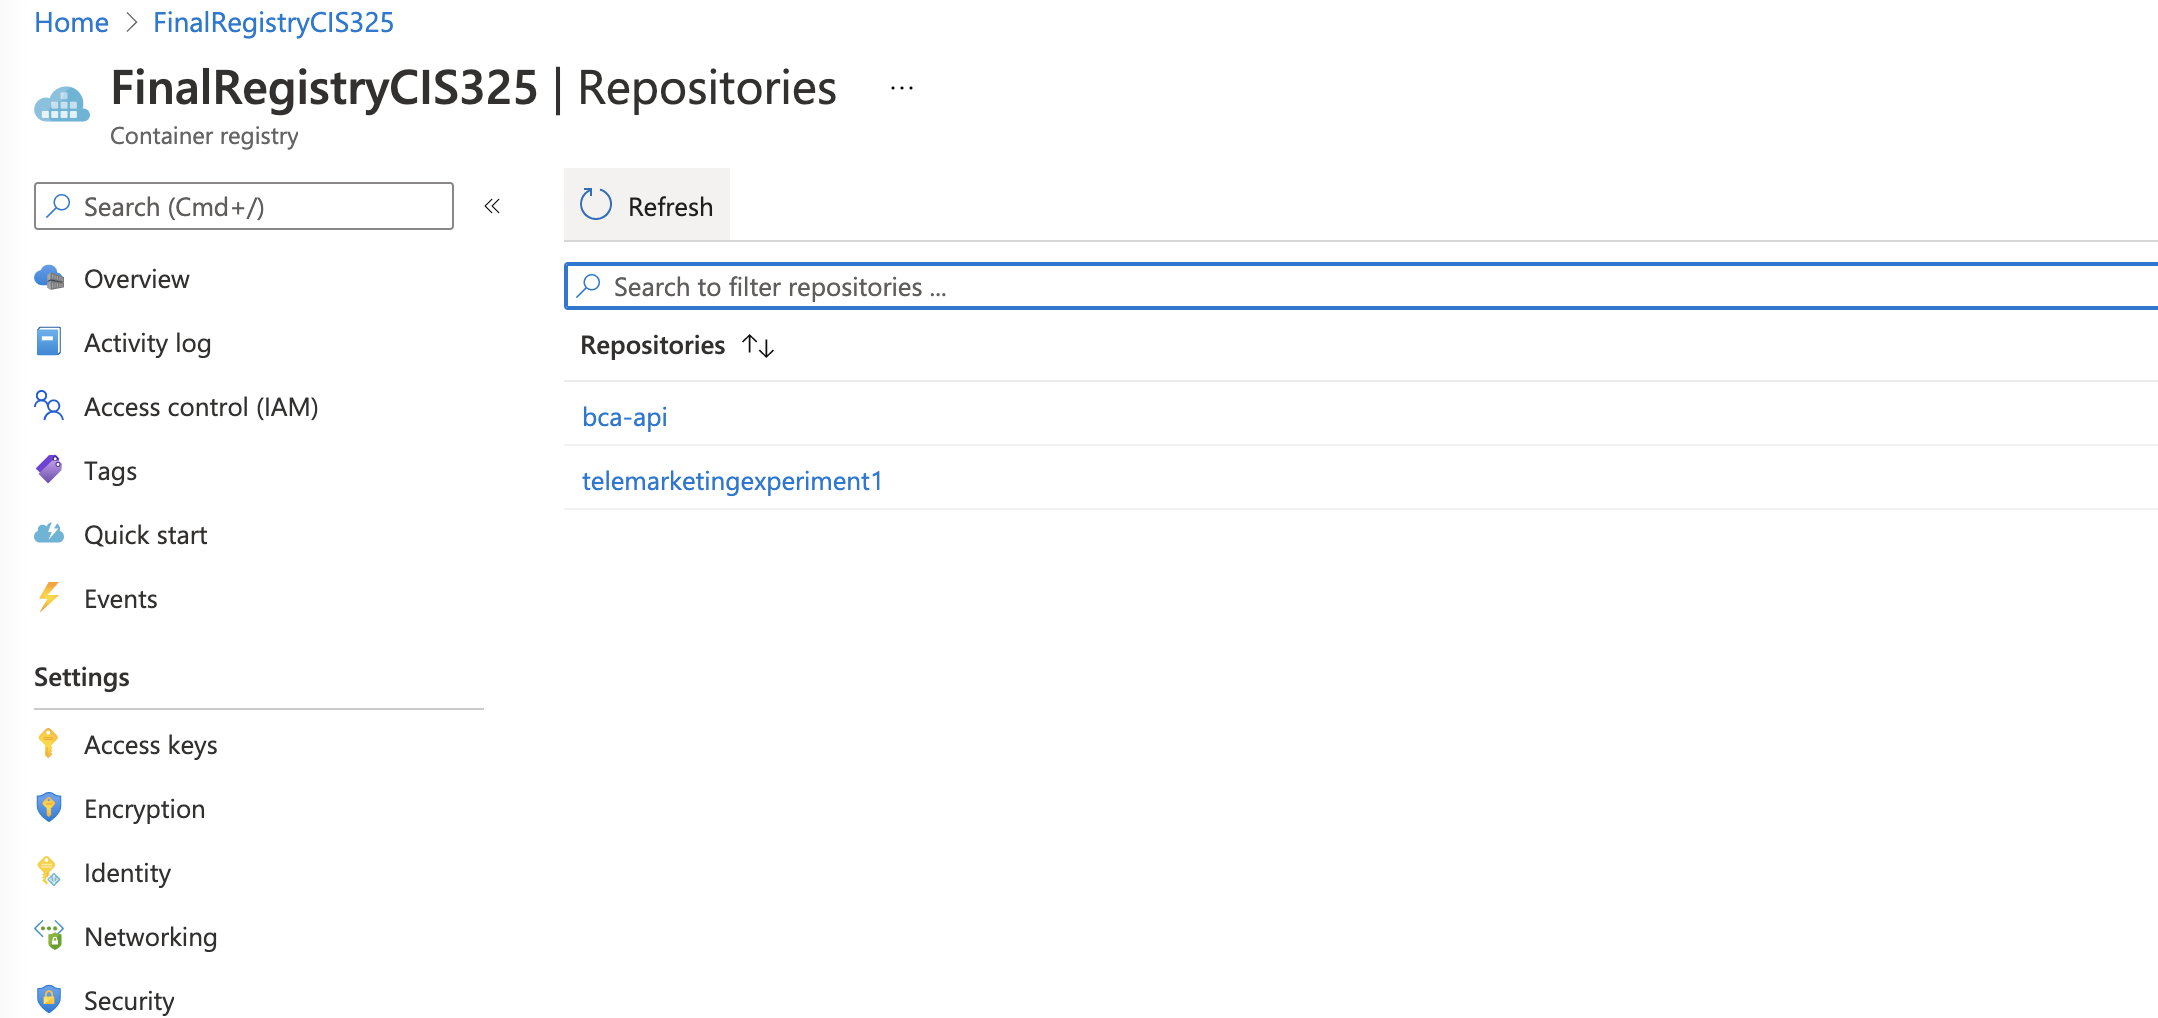 Home > FinalRegistryCIS325
FinalRegistryCIS325 | Repositories ...
Container registry
Search (Cmd+/)
«
Refresh
Overview
Search to filter repositories ...
Activity log
Repositories ↑↓
Access control (IAM)
bca-api
Tags
telemarketingexperiment1
Quick start
Events
Settings
Access keys
Encryption
Identity
Networking
Security